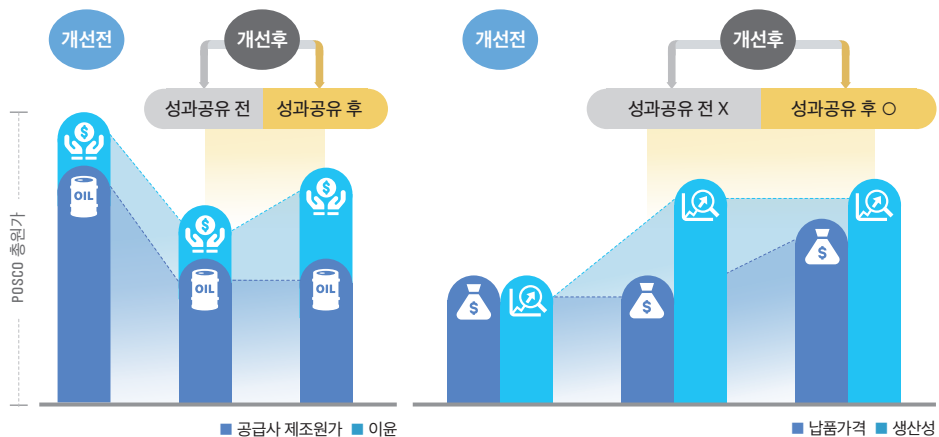 개선전
개선후
성과공유 전
성과공유 후
POSCO 총원가
$
OIL
$
OIL
$
OIL
공급사 제조원가
이윤
개선전
개선후
성과공유 전 X
성과공유 후 ○
$
$
$
납품가격
생산성